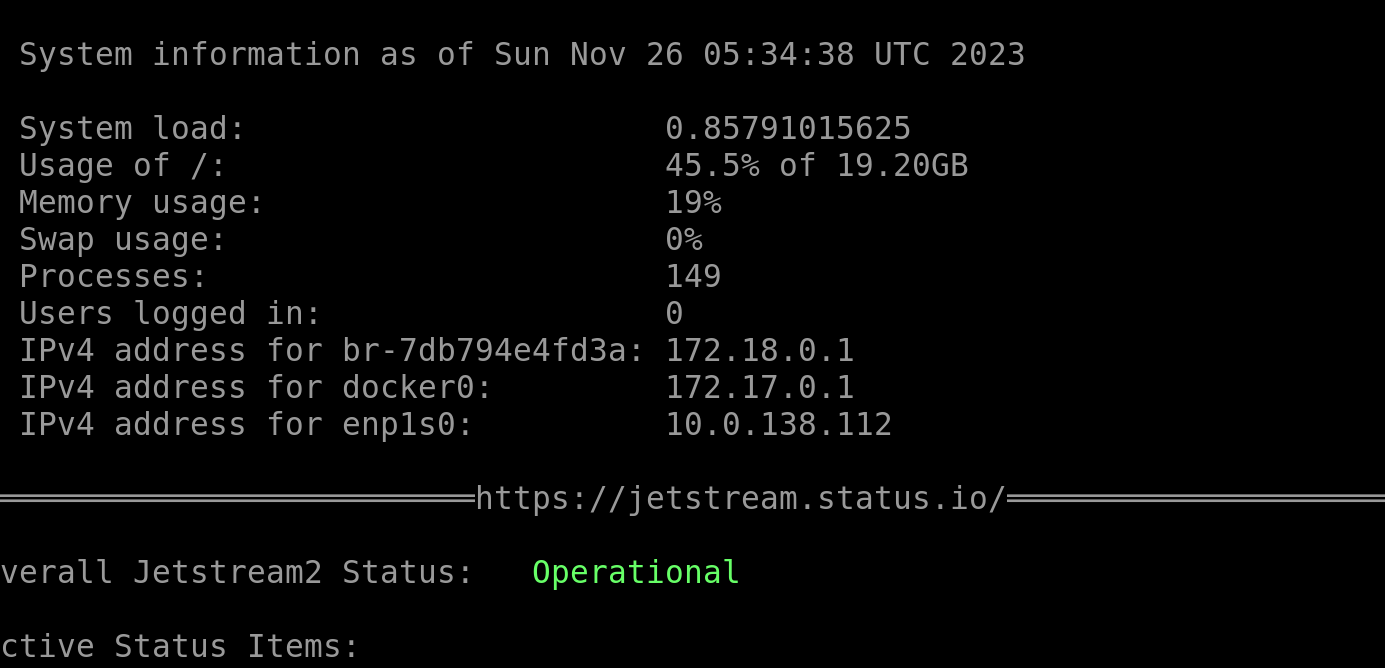 System information as of Sun Nov 26 05:34:38 UTC 2023
System load: 0.85791015625
Usage of /: 45.5% of 19.20GB
Memory usage: 19%
Swap usage: 0%
Processes: 149
Users logged in: 0
IPv4 address for br-7db794e4fd3a: 172.18.0.1
IPv4 address for docker0: 172.17.0.1
IPv4 address for enp1s0: 10.0.138.112
https://jetstream.status.io/
verall Jetstream2 Status: Operational
ctive Status Items: